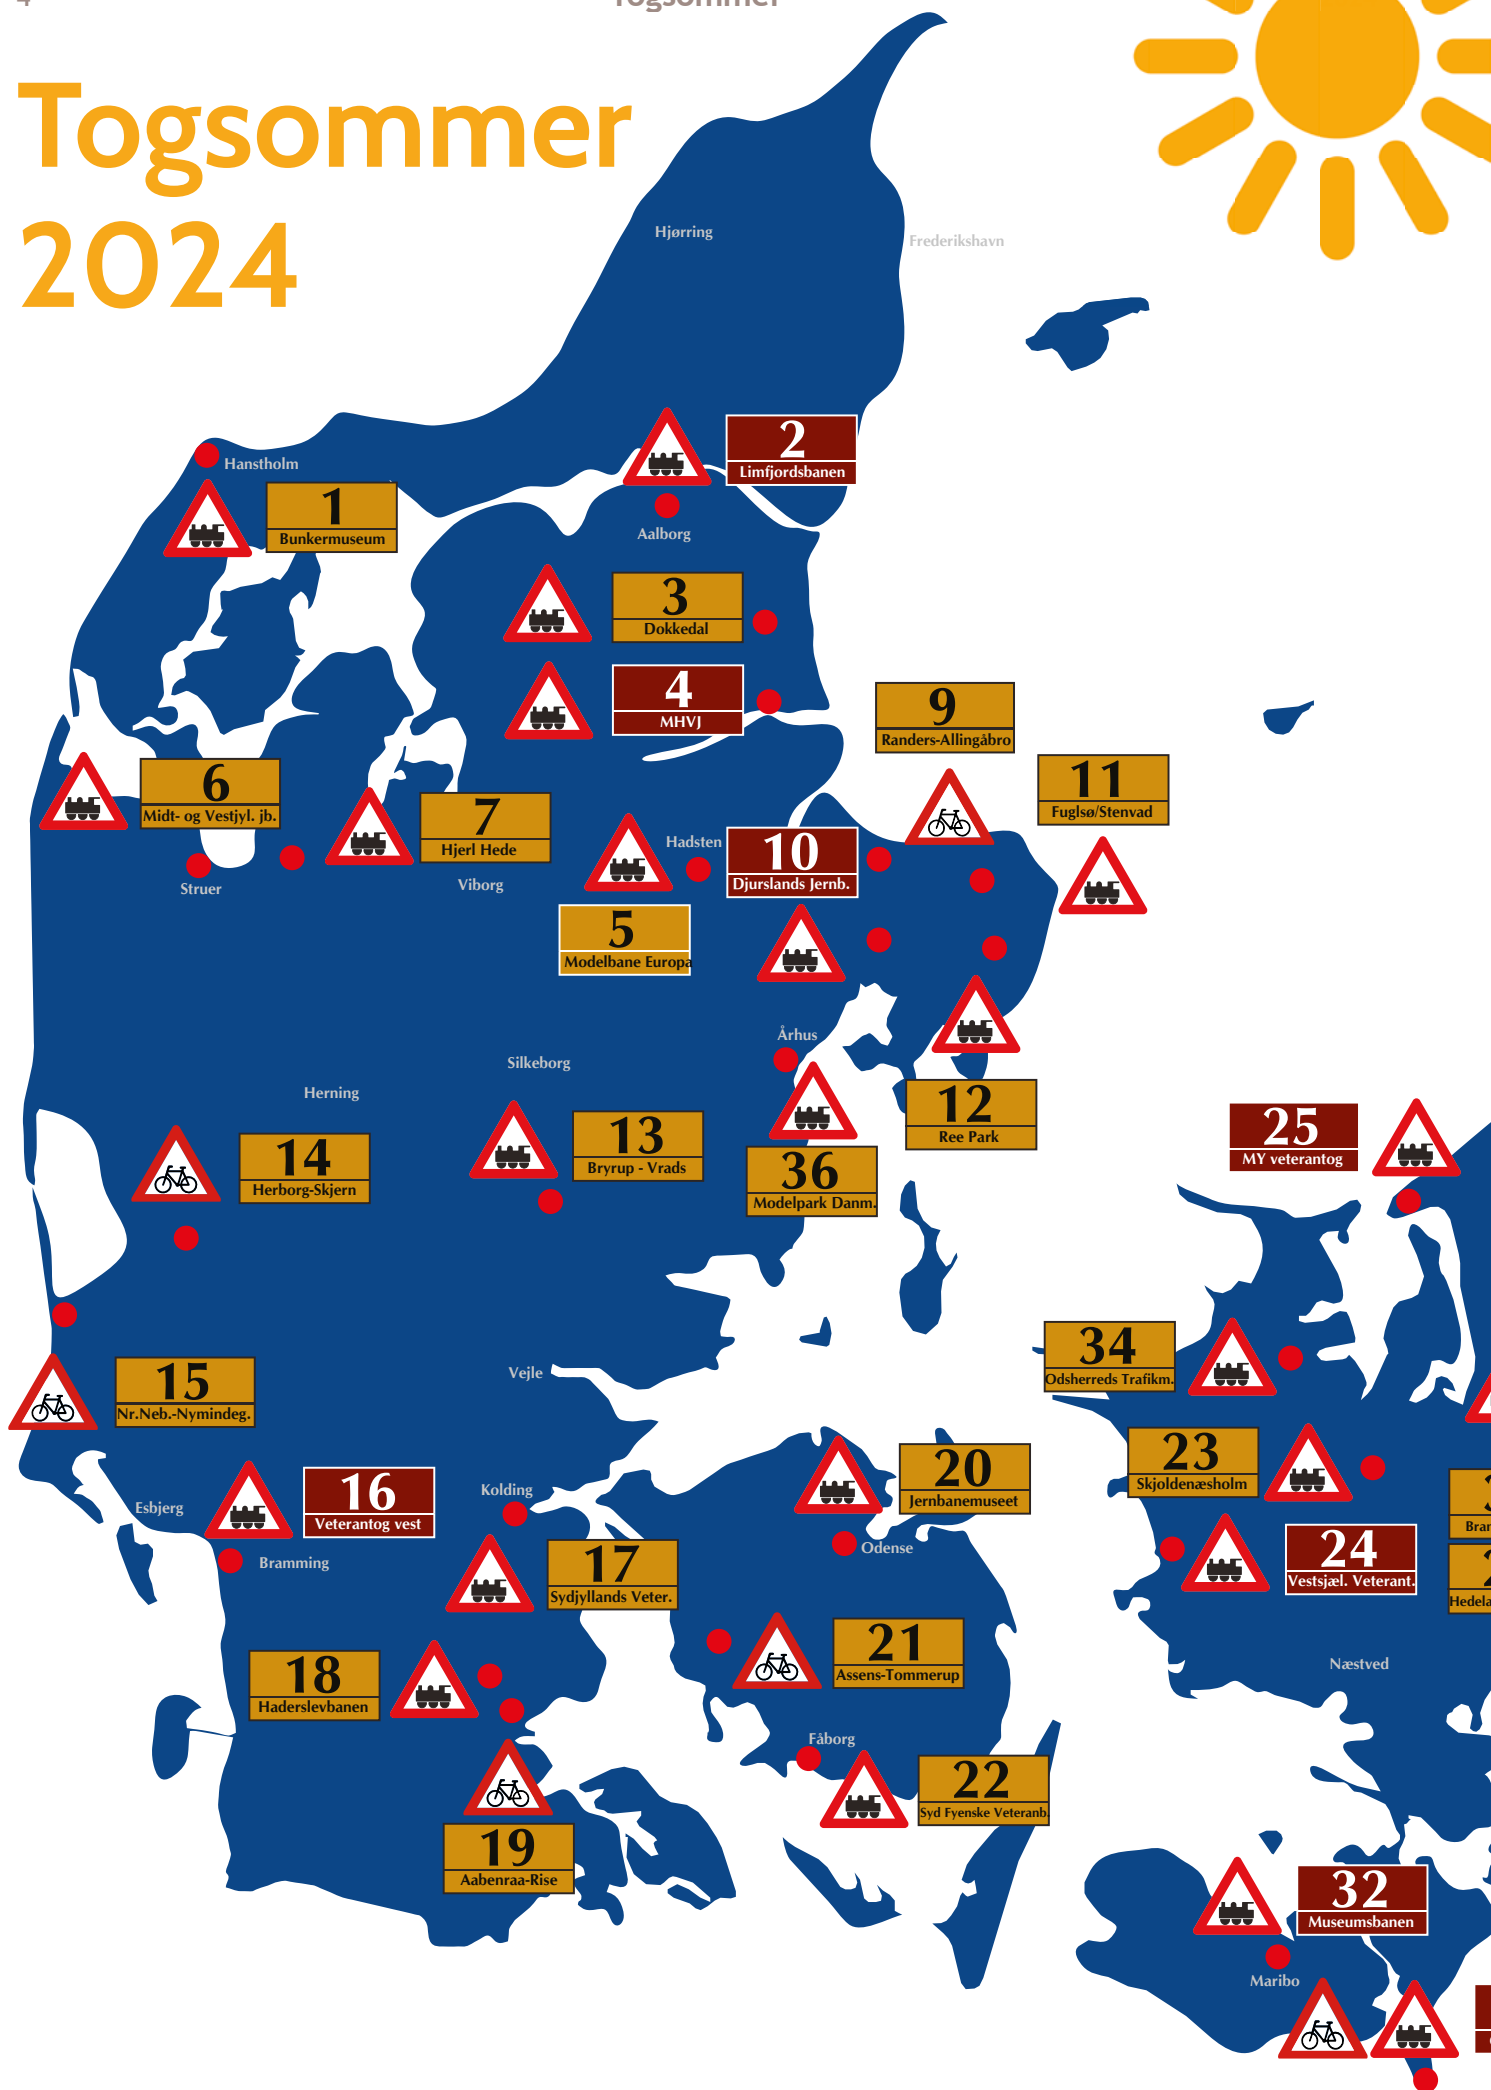 4
Togsommer
Togsommer
2024
Hjørring
Frederikshavn
2
Limfjordsbanen
Hanstholm
1
Bunkermuseum
Aalborg
3
Dokkedal
4
MHVJ
9
Randers-Allingåbro
11
Fuglsø/Stenvad
6
Midt- og Vestjyl. jb.
7
Hjerl Hede
Hadsten
10
Djurslands Jernb.
Struer
Viborg
5
Modelbane Europa
Århus
Silkeborg
Herning
12
Ree Park
25
MY veterantog
13
Bryrup - Vrads
14
Herborg-Skjern
36
Modelpark Danm.
34
Odsherreds Trafikm.
Vejle
15
Nr.Neb.-Nymindeg.
23
Skjoldenæsholm
20
Jernbanemuseet
16
Veterantog vest
Kolding
Esbjerg
Bran
24
Vestsjæl. Veterant.
Odense
Bramming
17
Sydjyllands Veter.
Hedela
21
Assens-Tommerup
Næstved
18
Haderslevbanen
Fåborg
22
Syd Fyenske Veteranb.
19
Aabenraa-Rise
32
Museumsbanen
Maribo